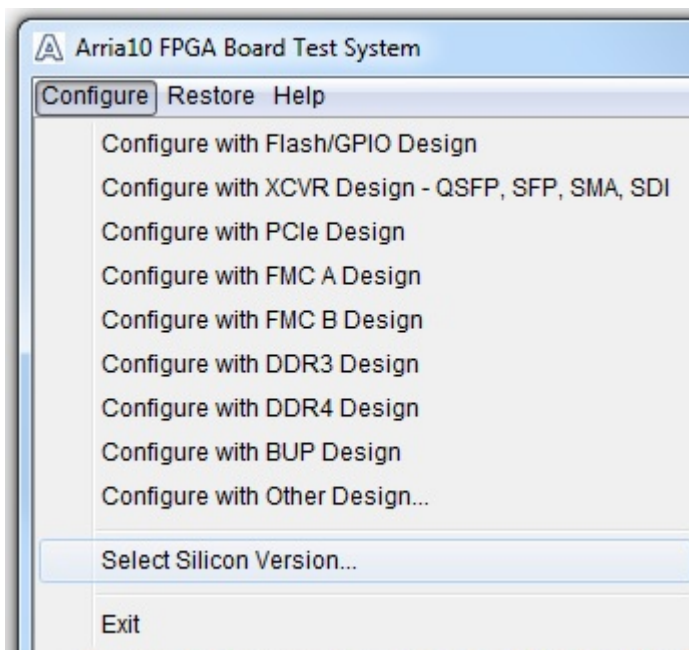 Arria10 FPGA Board Test System
Configure Restore Help
Configure with Flash/GPIO Design
Configure with XCVR Design - QSFP, SFP, SMA, SDI
Configure with PCIe Design
Configure with FMC A Design
Configure with FMC B Design
Configure with DDR3 Design
Configure with DDR4 Design
Configure with BUP Design
Configure with Other Design...
Select Silicon Version...
Exit